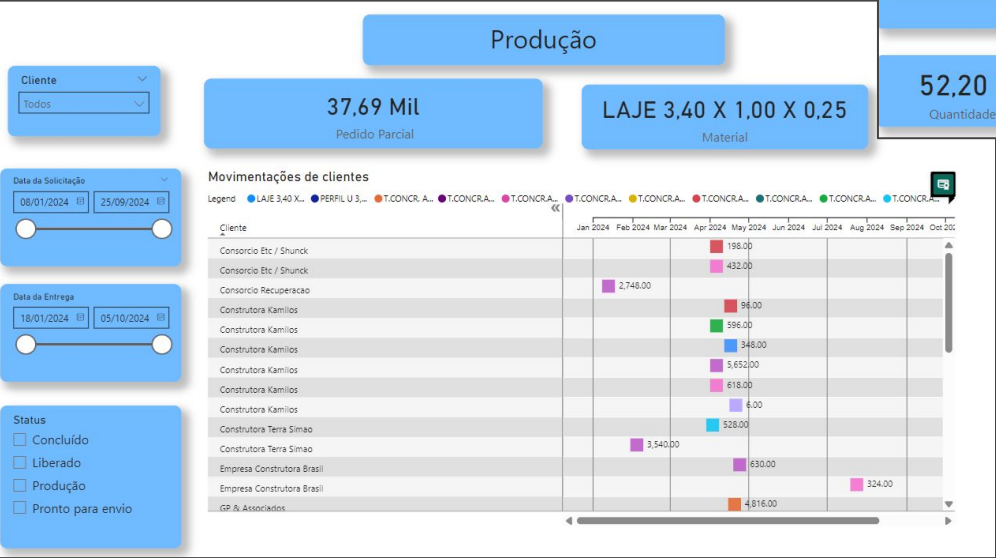 Produção
Cliente
Todos
37,69 Mil
Pedido Parcial
LAJE 3,40 X 1,00 X 0,25
Material
52,20
Quantidade
Data da Solicitação
08/01/2024
25/09/2024
Data da Entrega
18/01/2024
05/10/2024
Status
Concluído
Liberado
Produção
Pronto para envio
Movimentações de clientes
Legend LAJE 3,40 X... PERFIL U 3,... T.CONCR. A... T.CONCR.A... T.CONCR.A... T.CONCR.A... T.CONCR.A... T.CONCR.A... T.CONCR.A... T.CONCR.A... T.CONCR.A...
Cliente Jan 2024 Feb 2024 Mar 2024 Apr 2024 May 2024 Jun 2024 Jul 2024 Aug 2024 Sep 2024 Oct 202
Consorcio Etc / Shunck 198.00
Consorcio Etc / Shunck 432.00
Consorcio Recuperacao 2,748.00
Construtora Kamilos 96.00
Construtora Kamilos 596.00
Construtora Kamilos 348.00
Construtora Kamilos 5,652.00
Construtora Kamilos 618.00
Construtora Kamilos 6.00
Construtora Terra Simao 528.00
Construtora Terra Simao 3,540.00
Empresa Construtora Brasil 630.00
Empresa Construtora Brasil 324.00
GP & Associados 4,816.00